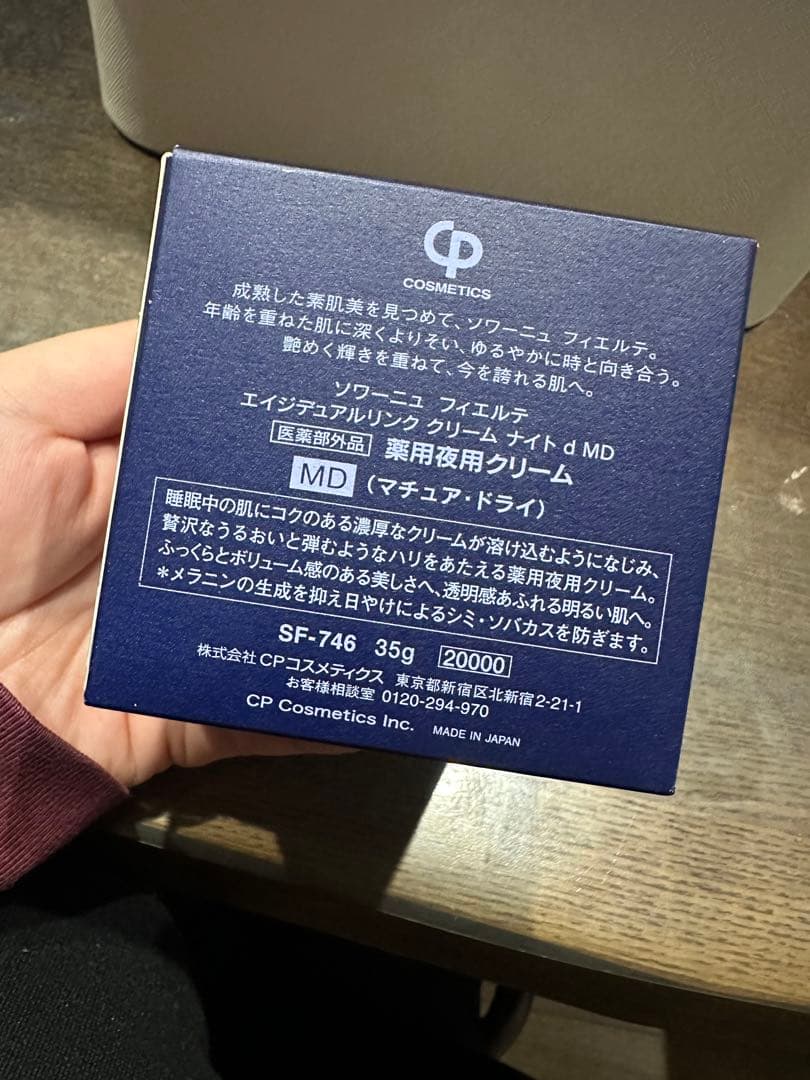 CP
COSMETICS
成熟した素肌美を見つめて、ソワーニュ フィエルテ。
年齢を重ねた肌に深くよりそい、ゆるやかに時と向き合う。
艶めく輝きを重ねて、今を誇れる肌へ。
ソワーニュ フィエルテ
エイジデュアルリンク クリーム ナイト d MD
医薬部外品 薬用夜用クリーム
MD (マチュア・ドライ)
睡眠中の肌にコクのある濃厚なクリームが溶け込むようになじみ、
贅沢なうるおいと弾むようなハリをあたえる薬用夜用クリーム。
ふっくらとボリューム感のある美しさへ、透明感あふれる明るい肌へ。
*メラニンの生成を抑え日やけによるシミ・ソバカスを防ぎます。
SF-746 35g 20000
株式会社 CPコスメティクス 東京都新宿区北新宿2-21-1
お客様相談室 0120-294-970
CP Cosmetics Inc. MADE IN JAPAN